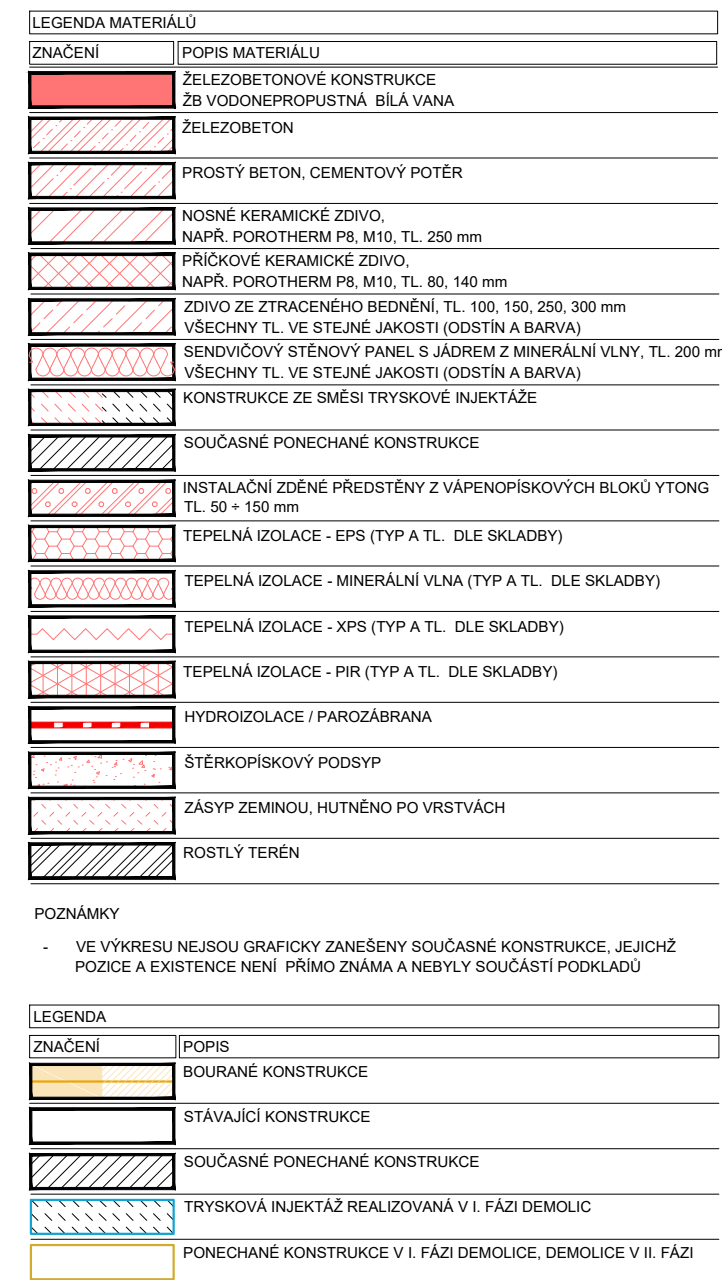 LEGENDA MATERIÁLŮ
ZNAČENÍ POPIS MATERIÁLU
ŽELEZOBETONOVÉ KONSTRUKCE
ŽB VODONEPROPUSTNÁ BÍLÁ VANA
ŽELEZOBETON
PROSTÝ BETON, CEMENTOVÝ POTĚR
NOSNÉ KERAMICKÉ ZDIVO,
NAPŘ. POROTHERM P8, M10, TL. 250 mm
PŘÍČKOVÉ KERAMICKÉ ZDIVO,
NAPŘ. POROTHERM P8, M10, TL. 80, 140 mm
ZDIVO ZE ZTRACENÉHO BEDNĚNÍ, TL. 100, 150, 250, 300 mm
VŠECHNY TL. VE STEJNÉ JAKOSTI (ODSTÍN A BARVA)
SENDVIČOVÝ STĚNOVÝ PANEL S JÁDREM Z MINERÁLNÍ VLNY, TL. 200 mm
VŠECHNY TL. VE STEJNÉ JAKOSTI (ODSTÍN A BARVA)
KONSTRUKCE ZE SMĚSI TRYSKOVÉ INJEKTÁŽE
SOUČASNÉ PONECHANÉ KONSTRUKCE
INSTALAČNÍ ZDĚNÉ PŘEDSTĚNY Z VÁPENOPÍSKOVÝCH BLOKŮ YTONG
TL. 50 ÷ 150 mm
TEPELNÁ IZOLACE - EPS (TYP A TL. DLE SKLADBY)
TEPELNÁ IZOLACE - MINERÁLNÍ VLNA (TYP A TL. DLE SKLADBY)
TEPELNÁ IZOLACE - XPS (TYP A TL. DLE SKLADBY)
TEPELNÁ IZOLACE - PIR (TYP A TL. DLE SKLADBY)
HYDROIZOLACE / PAROZÁBRANA
ŠTĚRKOPÍSKOVÝ PODSYP
ZÁSYP ZEMINOU, HUTNĚNO PO VRSTVÁCH
ROSTLÝ TERÉN
POZNÁMKY
- VE VÝKRESU NEJSOU GRAFICKY ZANEŠENY SOUČASNÉ KONSTRUKCE, JEJICHŽ
POZICE A EXISTENCE NENÍ PŘÍMO ZNÁMA A NEBYLY SOUČÁSTÍ PODKLADŮ
LEGENDA
ZNAČENÍ POPIS
BOURANÉ KONSTRUKCE
STÁVAJÍCÍ KONSTRUKCE
SOUČASNÉ PONECHANÉ KONSTRUKCE
TRYSKOVÁ INJEKTÁŽ REALIZOVANÁ V I. FÁZI DEMOLIC
PONECHANÉ KONSTRUKCE V I. FÁZI DEMOLICE, DEMOLICE V II. FÁZI